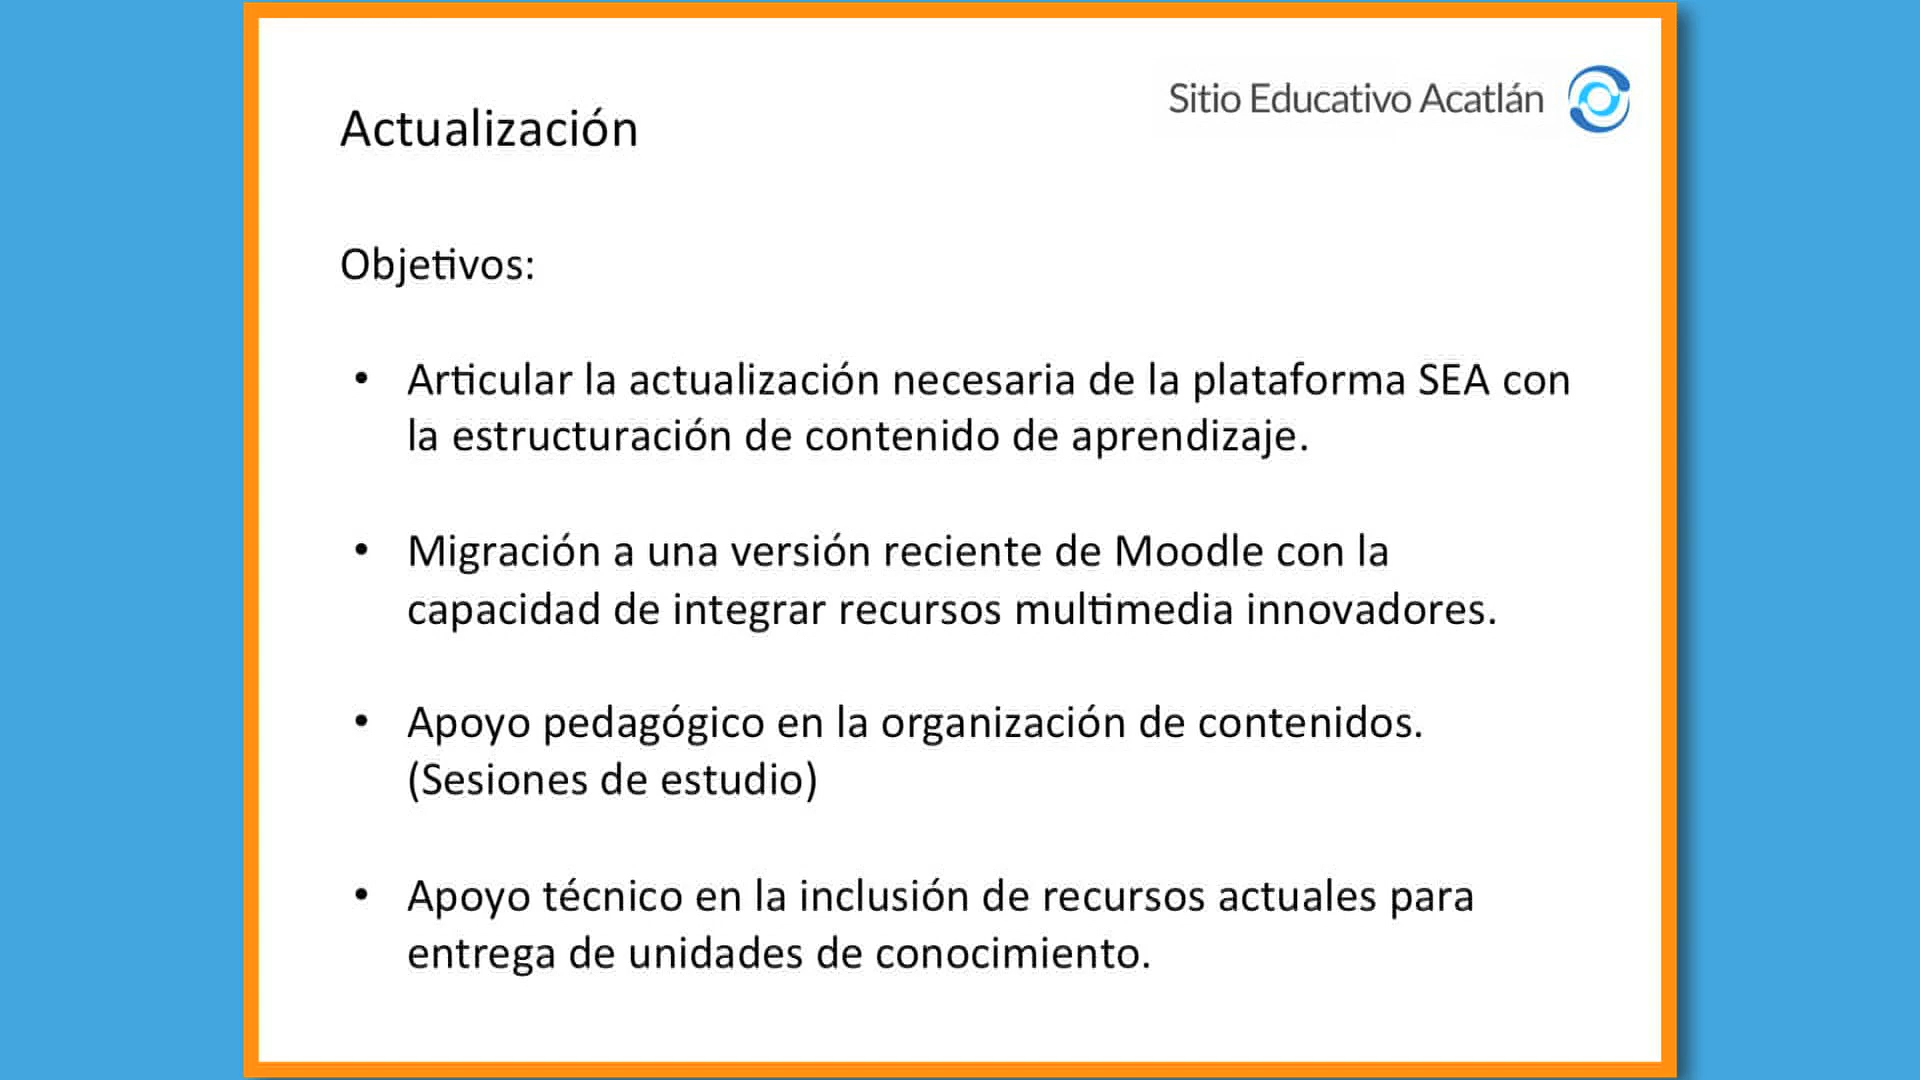 Sitio Educativo Acatlán
Actualización
Objetivos:
• Articular la actualización necesaria de la plataforma SEA con
la estructuración de contenido de aprendizaje.
• Migración a una versión reciente de Moodle con la
capacidad de integrar recursos multimedia innovadores.
• Apoyo pedagógico en la organización de contenidos.
(Sesiones de estudio)
• Apoyo técnico en la inclusión de recursos actuales para
entrega de unidades de conocimiento.